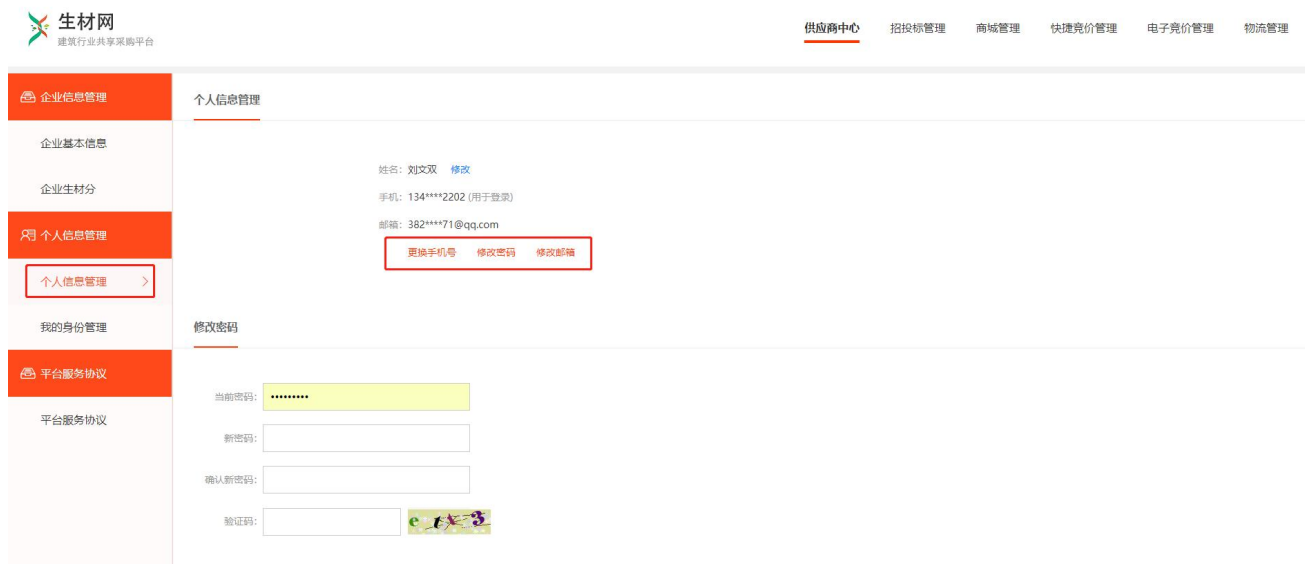 生材网
建筑行业共享采购平台
供应商中心 招投标管理 商城管理 快捷竞价管理 电子竞价管理 物流管理
企业信息管理
企业基本信息
企业生材分
个人信息管理
个人信息管理
我的身份管理
平台服务协议
平台服务协议
个人信息管理
姓名：刘文双 修改
手机：134****2202 (用于登录)
邮箱：382****71@qq.com
更换手机号 修改密码 修改邮箱
修改密码
当前密码：•••••••••
新密码：
确认新密码：
验证码： e t x 3